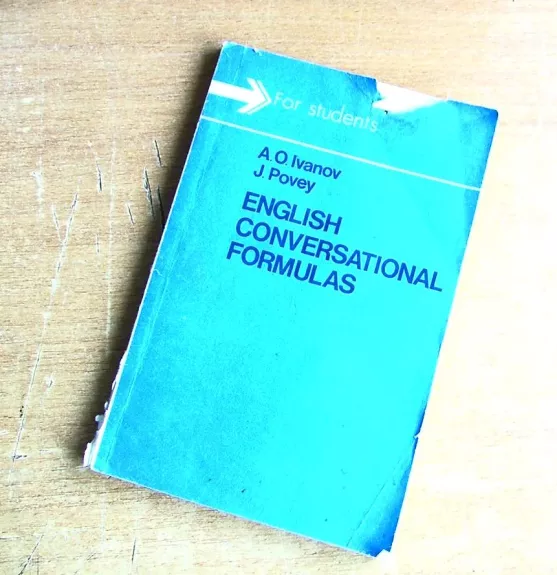 For students
A.O.Ivanov
J.Povey
ENGLISH
CONVERSATIONAL
FORMULAS